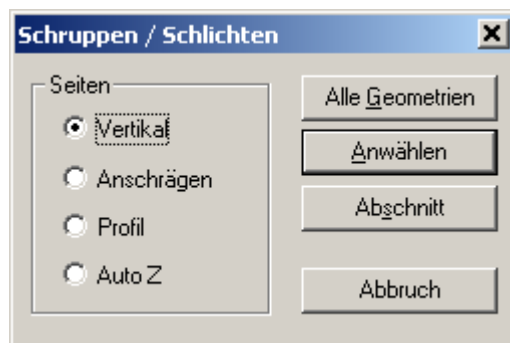 Schruppen / Schlichten
Seiten
Vertikal
Anschrägen
Profil
Auto Z
Alle Geometrien
Anwählen
Abschnitt
Abbruch